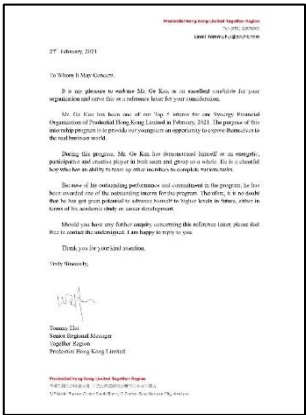 Prudential Hong Kong Limited Together Region
27th February, 2021
To Whom It May Concern,
It is my pleasure to endorse Mr. Ge Kun as an excellent candidate for your
organization and serve this as a reference letter for your consideration.
Mr. Ge Kun has been one of our Top 5 interns for our Synergy Financial
Organization of Prudential Hong Kong Limited in February, 2021. The purpose of this
internship program is to provide our youngsters an opportunity to expose themselves to
the real business world.
During this program, Mr. Ge Kun has demonstrated himself as an energetic,
participative and creative player in both team and group as a whole. He is a cheerful
boy who has an ability to team up other members to complete various tasks.
Because of his outstanding performance and commitment in the program, he has
been awarded one of the outstanding interns for the program. Therefore, it is no doubt
that he has got great potential to advance himself to higher levels in future, either in
terms of his academic study or career development.
Should you have any further enquiry concerning this reference letter, please feel
free to contact the undersigned. I am happy to reply to you.
Thank you for your kind attention.
Truly Sincerely,
Tommy
Senior Regional Manager
Together Region
Prudential Hong Kong Limited
Prudential Hong Kong Limited Together Region